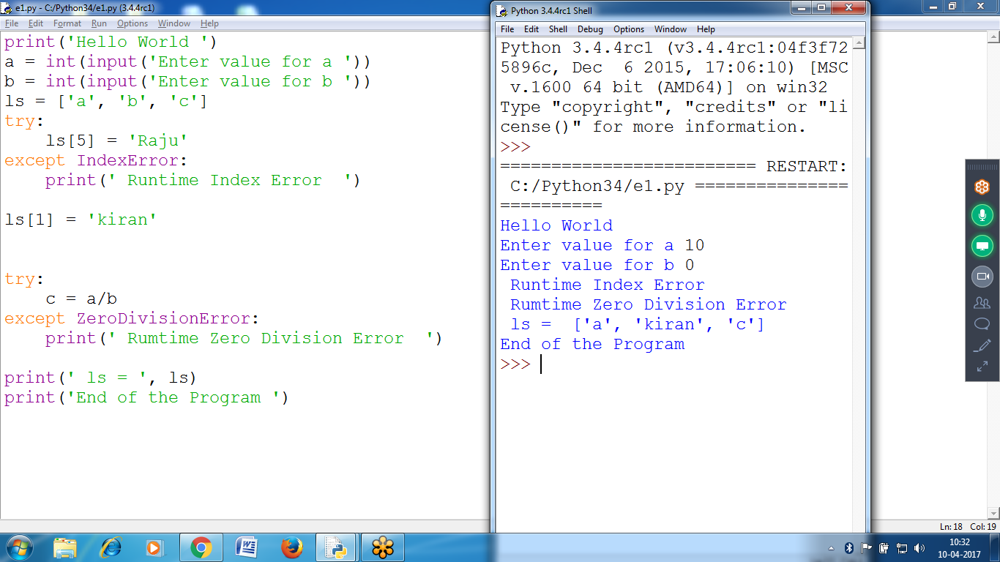 e1.py - C:/Python34/e1.py (3.4.4rc1)
File Edit Format Run Options Window Help
print('Hello World ')
a = int(input('Enter value for a '))
b = int(input('Enter value for b '))
ls = ['a', 'b', 'c']
try:
    ls[5] = 'Raju'
except IndexError:
    print(' Runtime Index Error  ')
ls[1] = 'kiran'
try:
    c = a/b
except ZeroDivisionError:
    print(' Rumtime Zero Division Error  ')
print(' ls = ', ls)
print('End of the Program ')
Python 3.4.4rc1 Shell
File Edit Shell Debug Options Window Help
Python 3.4.4rc1 (v3.4.4rc1:04f3f72
5896c, Dec  6 2015, 17:06:10) [MSC
 v.1600 64 bit (AMD64)] on win32
Type "copyright", "credits" or "li
cense()" for more information.
>>>
========================= RESTART:
 C:/Python34/e1.py ===============
==========
Hello World
Enter value for a 10
Enter value for b 0
 Runtime Index Error
 Rumtime Zero Division Error
 ls =  ['a', 'kiran', 'c']
End of the Program
>>>
Ln: 18 Col: 19
10:32
10-04-2017